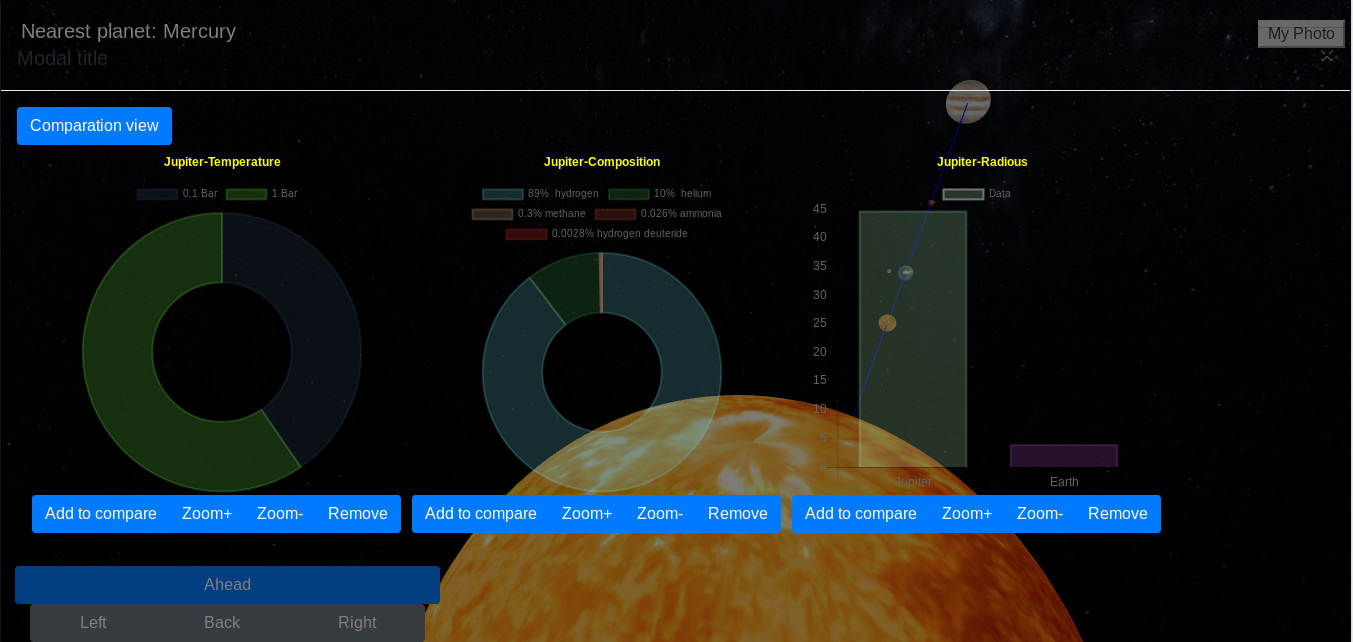 Nearest planet: Mercury
My Photo
Modal title
×
Comparation view
Jupiter-Temperature
0.1 Bar 1 Bar
Jupiter-Composition
89% hydrogen 10% helium
0.3% methane 0.026% ammonia
0.0028% hydrogen deuteride
Jupiter-Radious
Data
45
40
35
30
25
20
15
10
5
Jupiter Earth
Add to compare Zoom+ Zoom- Remove
Add to compare Zoom+ Zoom- Remove
Add to compare Zoom+ Zoom- Remove
Ahead
Left Back Right